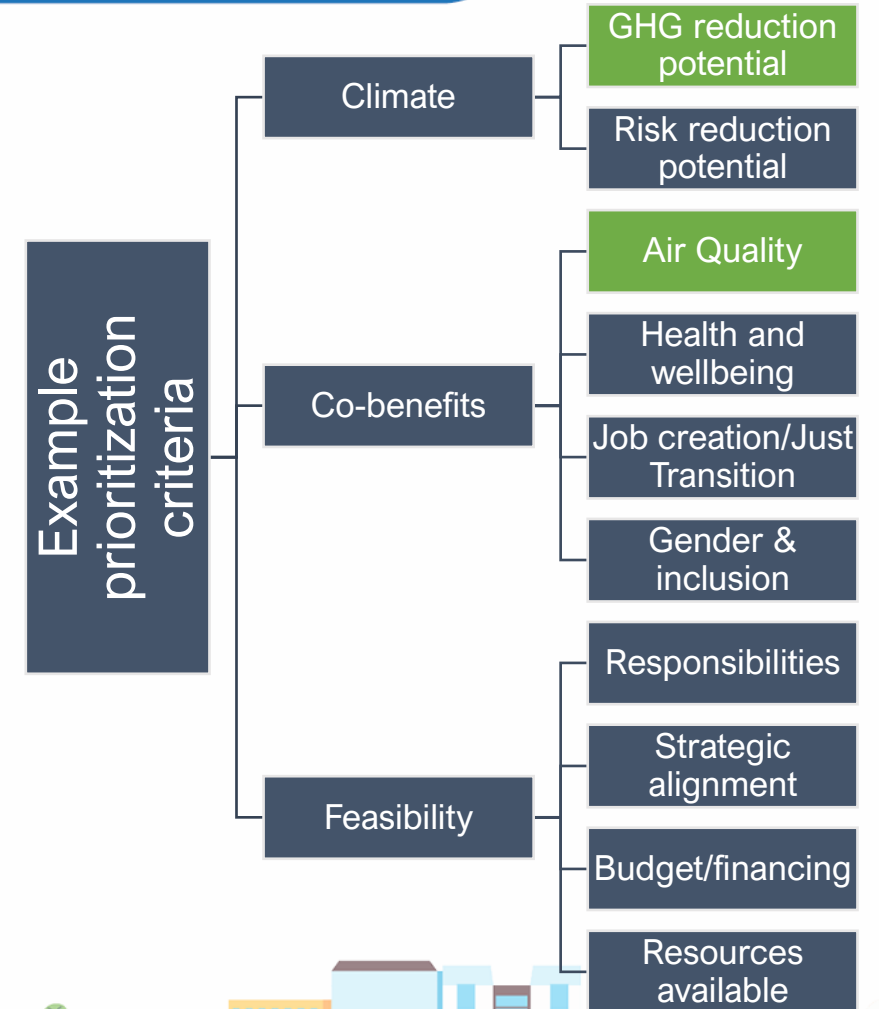 Example
prioritization
criteria
Climate
GHG reduction
potential
Risk reduction
potential
Co-benefits
Air Quality
Health and
wellbeing
Job creation/Just
Transition
Gender &
inclusion
Feasibility
Responsibilities
Strategic
alignment
Budget/financing
Resources
available